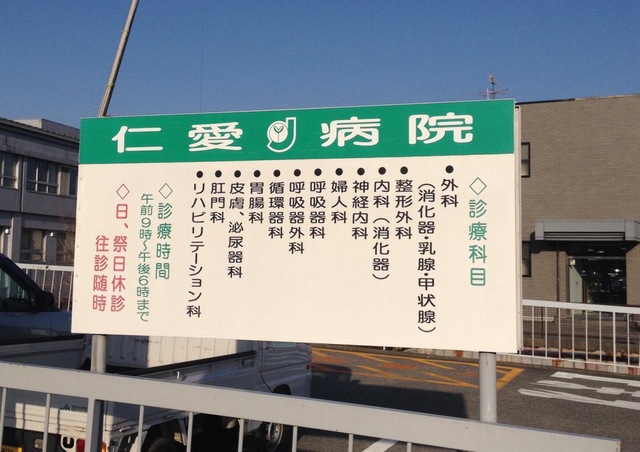 仁愛病院
◇診療科目
●外科
(消化器・乳腺・甲状腺)
●整形外科
●内科(消化器)
●神経内科
●婦人科
●呼吸器科
●呼吸器外科
●循環器科
●胃腸科
●皮膚、泌尿器科
●肛門科
●リハビリテーション科
◇診療時間
午前9時〜午後6時まで
◇日、祭日休診
往診随時